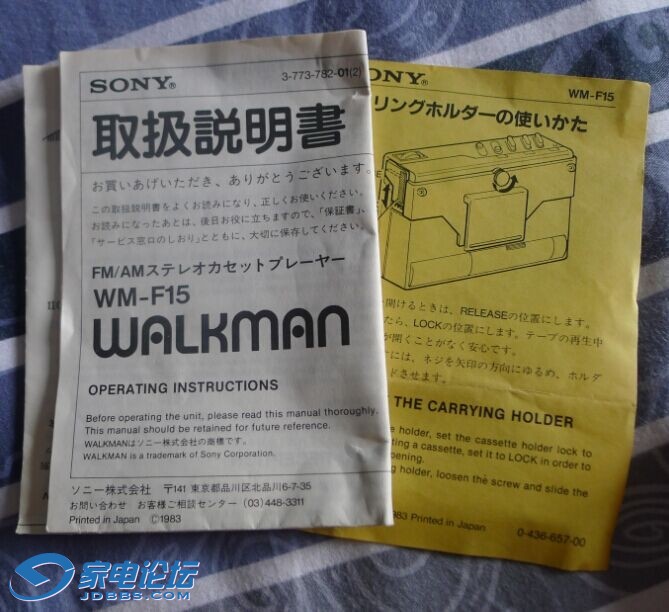 SONY®
3-773-782-01(2)
取扱説明書
お買いあげいただき、ありがとうございます。
この取扱説明書をよくお読みになり、正しくお使いください。
お読みになったあとは、後日お役に立ちますので、「保証書」、
「サービス窓口のしおり」とともに、大切に保存してください。
FM/AMステレオカセットプレーヤー
WM-F15
WALKMAN
OPERATING INSTRUCTIONS
Before operating the unit, please read this manual thoroughly.
This manual should be retained for future reference.
WALKMANはソニー株式会社の商標です。
WALKMAN is a trademark of Sony Corporation.
ソニー株式会社 〒141 東京都品川区北品川6-7-35
お問い合わせ お客様ご相談センター (03)448-3311
Printed in Japan ©1983
ONY®
WM-F15
リングホルダーの使いかた
開けるときは、RELEASEの位置にします。
たら、LOCKの位置にします。テープの再生中
が開くことがなく安心です。
には、ネジを矢印の方向にゆるめ、ホルダ
ドさせます。
THE CARRYING HOLDER
e holder, set the cassette holder lock to
ting a cassette, set it to LOCK in order to
pening.
ng holder, loosen the screw and slide the
983 Printed in Japan
0-436-657-00
家电论坛
JDBBS.COM